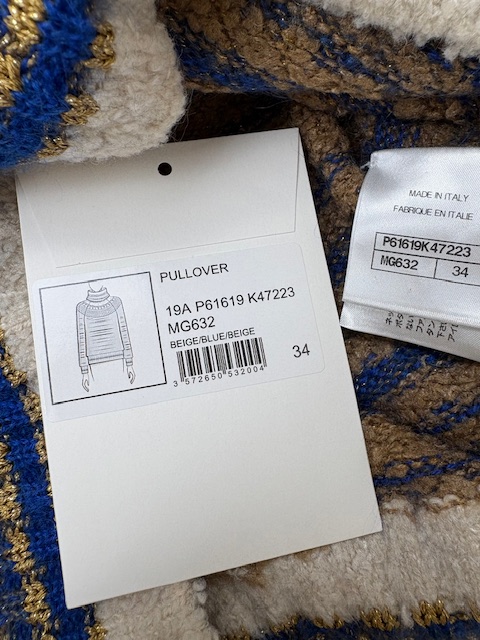 PULLOVER
19A P61619 K47223
MG632
BEIGE/BLUE/BEIGE
34
3 572650 532004
MADE IN ITALY
FABRIQUE EN ITALIE
P61619K47223
MG632 34